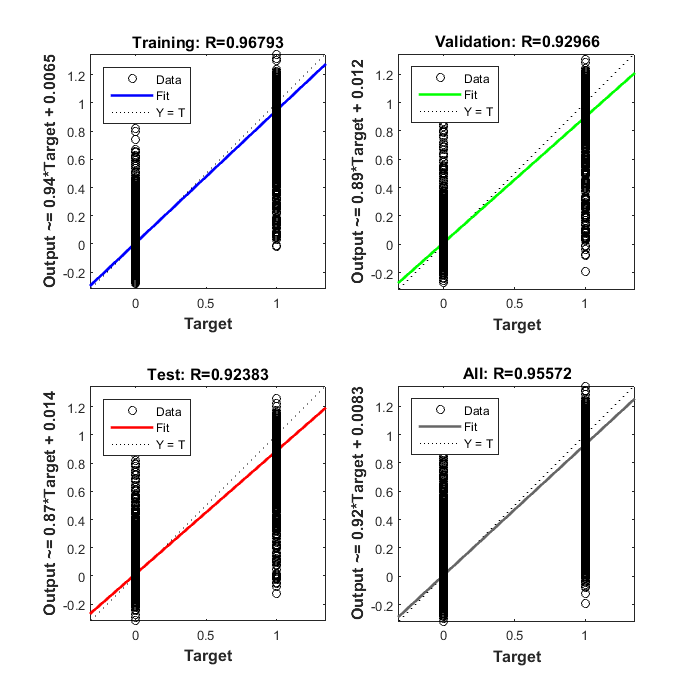 Training: R=0.96793
Output ~= 0.94*Target + 0.0065
1.2
1
0.8
0.6
0.4
0.2
0
-0.2
Data
Fit
Y = T
0
0.5
1
Target
Validation: R=0.92966
Output ~= 0.89*Target + 0.012
1.2
1
0.8
0.6
0.4
0.2
0
-0.2
Data
Fit
Y = T
0
0.5
1
Target
Test: R=0.92383
Output ~= 0.87*Target + 0.014
1.2
1
0.8
0.6
0.4
0.2
0
-0.2
Data
Fit
Y = T
0
0.5
1
Target
All: R=0.95572
Output ~= 0.92*Target + 0.0083
1.2
1
0.8
0.6
0.4
0.2
0
-0.2
Data
Fit
Y = T
0
0.5
1
Target